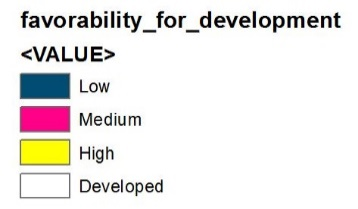 favorability_for_development
<VALUE>
Low
Medium
High
Developed